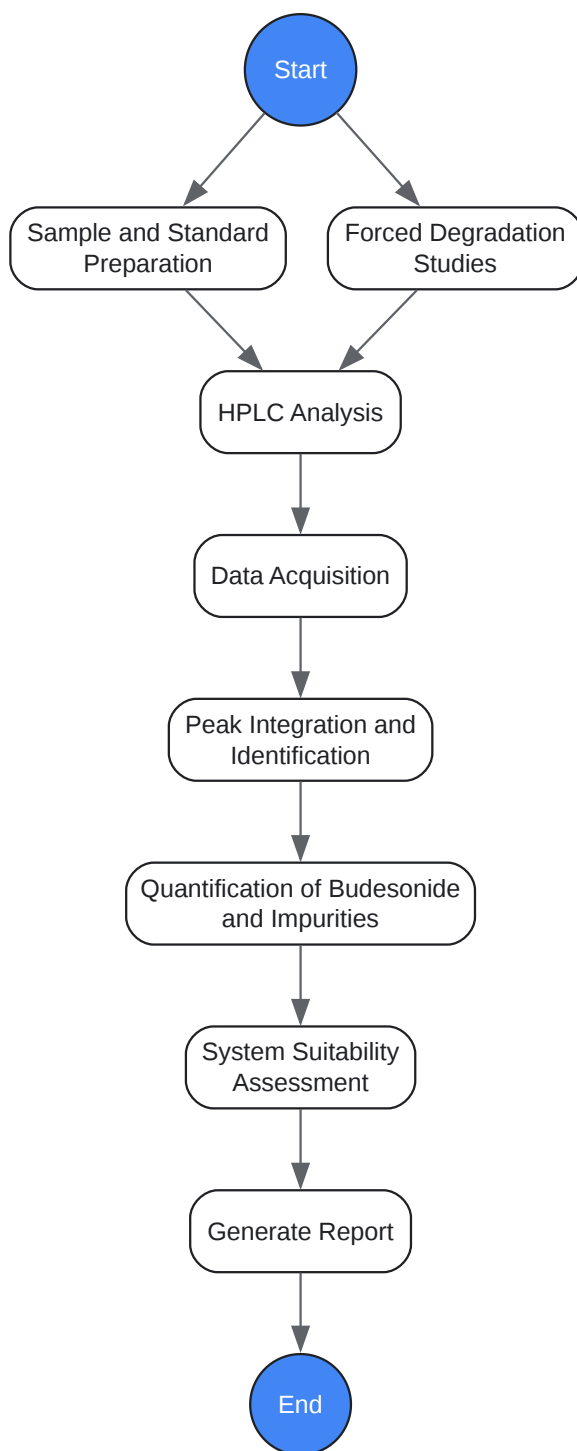 Start
Sample and Standard
Preparation
Forced Degradation
Studies
HPLC Analysis
Data Acquisition
Peak Integration and
Identification
Quantification of Budesonide
and Impurities
System Suitability
Assessment
Generate Report
End